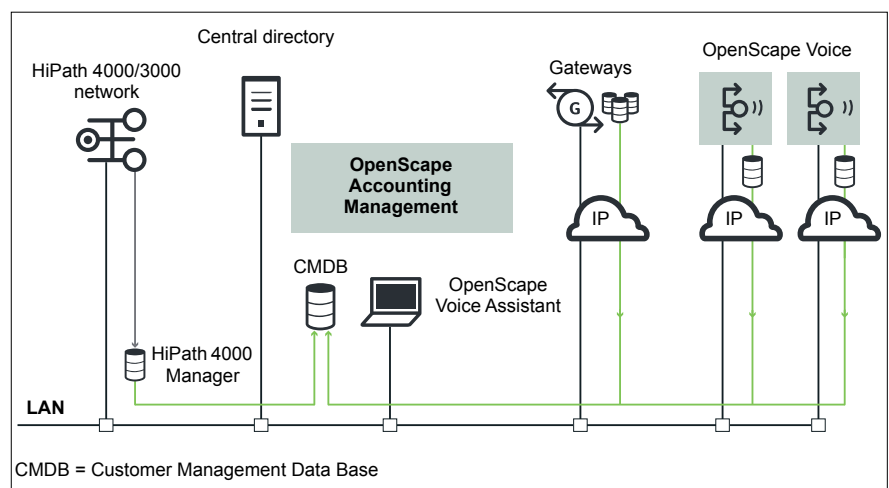 Central directory
HiPath 4000/3000
network
Gateways
OpenScape Voice
G
OpenScape
Accounting
Management
IP
IP
IP
CMDB
OpenScape
Voice Assistant
HiPath 4000
Manager
LAN
CMDB = Customer Management Data Base